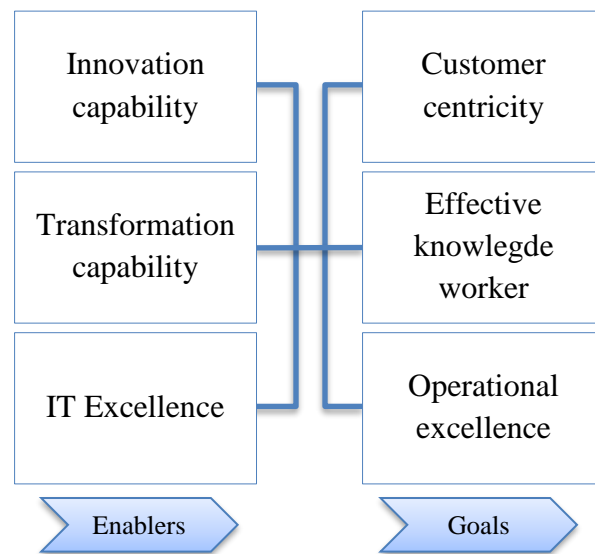 Innovation
capability
Customer
centricity
Transformation
capability
Effective
knowlegde
worker
IT Excellence
Operational
excellence
Enablers
Goals